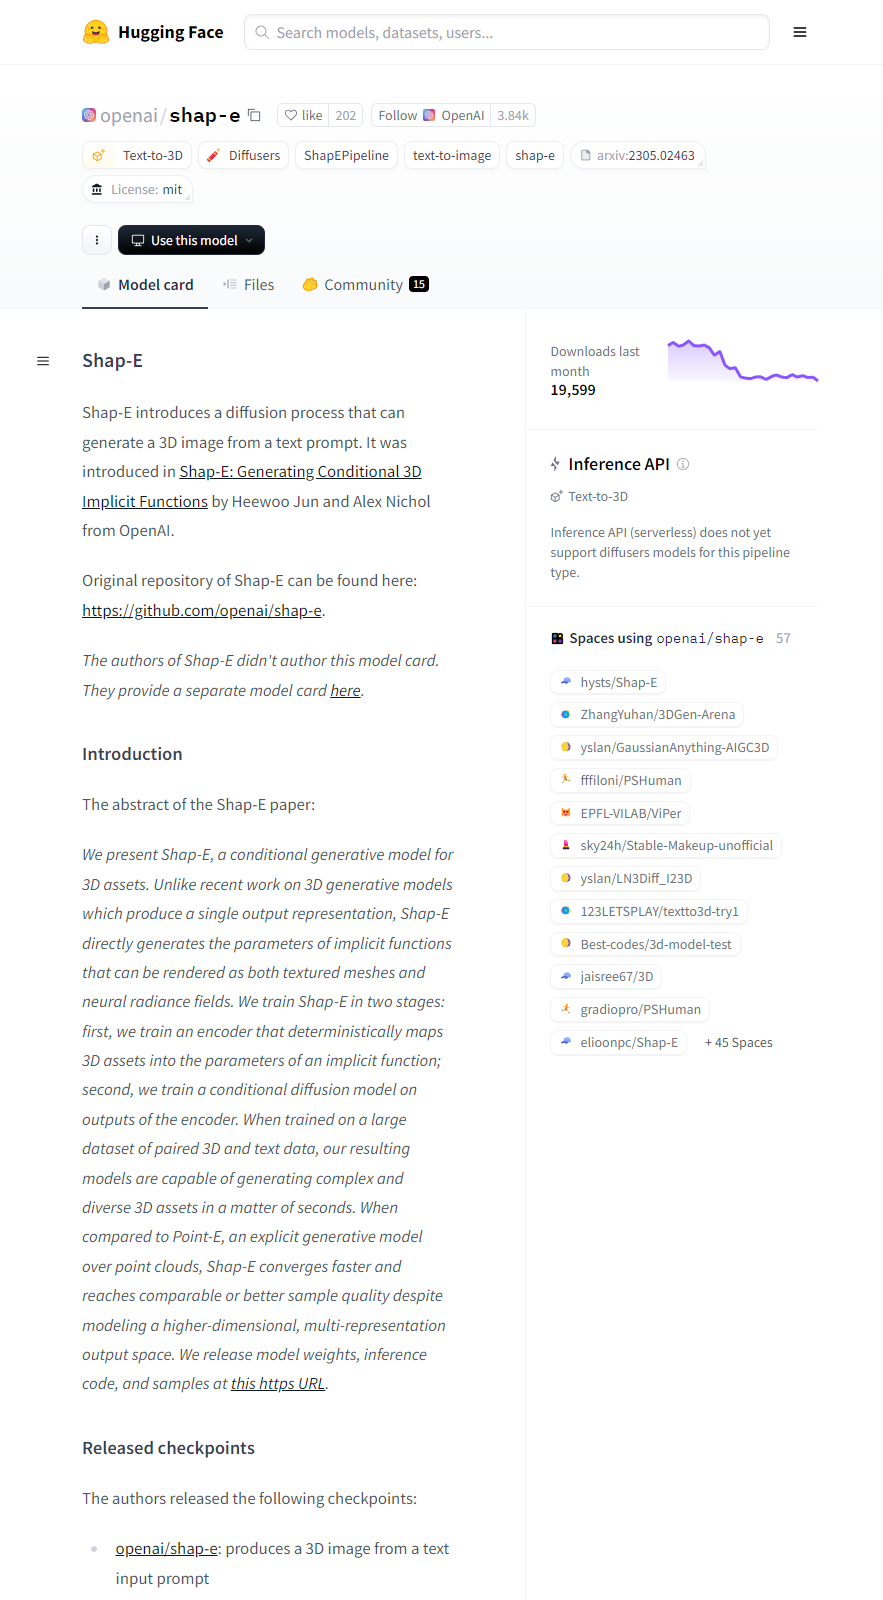 Hugging Face
Search models, datasets, users...
openai/shap-e
like 202
Follow OpenAI 3.84k
Text-to-3D
Diffusers
ShapEPipeline
text-to-image
shap-e
arxiv:2305.02463
License: mit
Use this model
Model card
Files
Community 15
Shap-E
Shap-E introduces a diffusion process that can
generate a 3D image from a text prompt. It was
introduced in Shap-E: Generating Conditional 3D
Implicit Functions by Heewoo Jun and Alex Nichol
from OpenAI.
Original repository of Shap-E can be found here:
https://github.com/openai/shap-e.
The authors of Shap-E didn't author this model card.
They provide a separate model card here.
Introduction
The abstract of the Shap-E paper:
We present Shap-E, a conditional generative model for
3D assets. Unlike recent work on 3D generative models
which produce a single output representation, Shap-E
directly generates the parameters of implicit functions
that can be rendered as both textured meshes and
neural radiance fields. We train Shap-E in two stages:
first, we train an encoder that deterministically maps
3D assets into the parameters of an implicit function;
second, we train a conditional diffusion model on
outputs of the encoder. When trained on a large
dataset of paired 3D and text data, our resulting
models are capable of generating complex and
diverse 3D assets in a matter of seconds. When
compared to Point-E, an explicit generative model
over point clouds, Shap-E converges faster and
reaches comparable or better sample quality despite
modeling a higher-dimensional, multi-representation
output space. We release model weights, inference
code, and samples at this https URL.
Released checkpoints
The authors released the following checkpoints:
openai/shap-e: produces a 3D image from a text
input prompt
Downloads last
month
19,599
Inference API
Text-to-3D
Inference API (serverless) does not yet
support diffusers models for this pipeline
type.
Spaces using openai/shap-e 57
hysts/Shap-E
ZhangYuhan/3DGen-Arena
yslan/GaussianAnything-AIGC3D
fffiloni/PSHuman
EPFL-VILAB/ViPer
sky24h/Stable-Makeup-unofficial
yslan/LN3Diff_I23D
123LETSPLAY/textto3d-try1
Best-codes/3d-model-test
jaisree67/3D
gradiopro/PSHuman
elioonpc/Shap-E
+ 45 Spaces